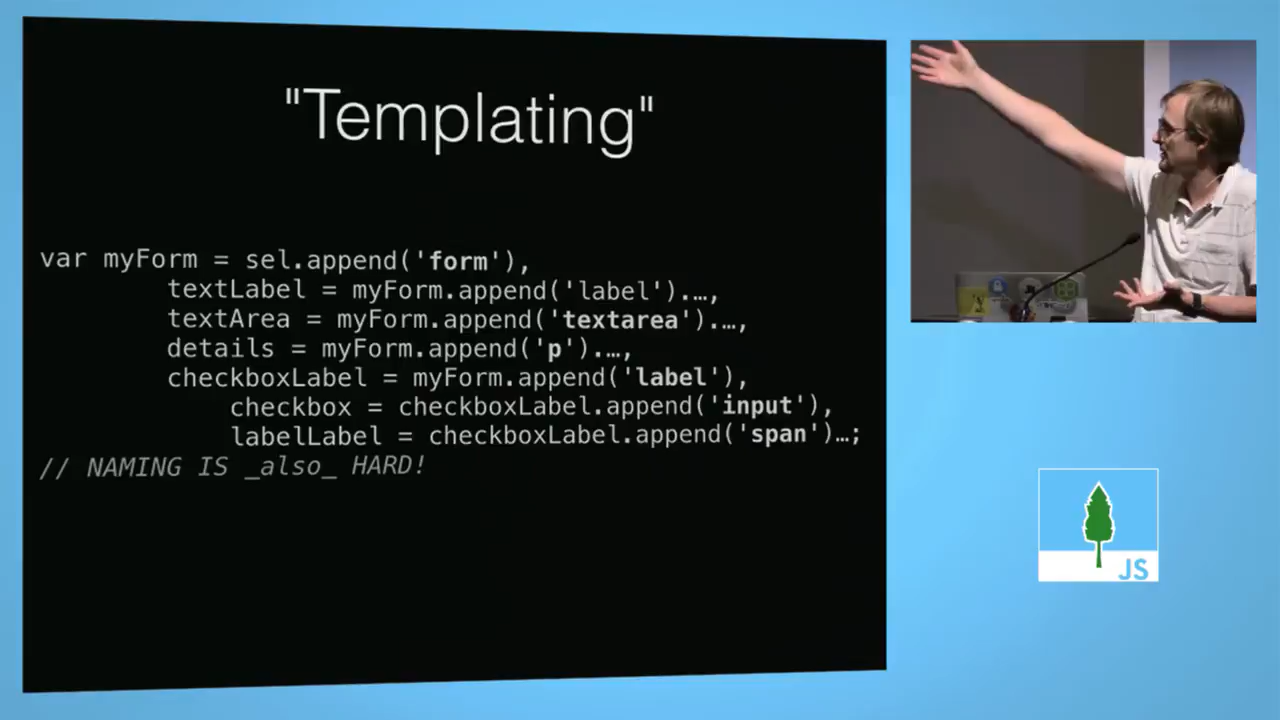 "Templating"
var myForm = sel.append('form'),
textLabel = myForm.append('label').…,
textArea = myForm.append('textarea').…,
details = myForm.append('p').…,
checkboxLabel = myForm.append('label'),
checkbox = checkboxLabel.append('input'),
labelLabel = checkboxLabel.append('span')…;
// NAMING IS _also_ HARD!
JS